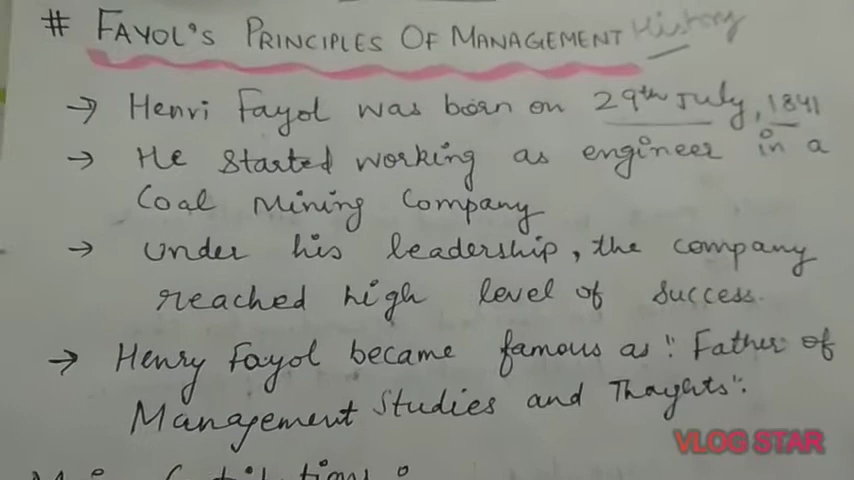 # FAYOL's PRINCIPLES OF MANAGEMENT History
→ Henri Fayol was born on 29th July, 1841
→ He started working as engineer in a
Coal Mining Company
→ Under his leadership, the company
reached high level of success.
→ Henry Fayol became famous as "Father of
Management Studies and Thoughts".
VLOG STAR